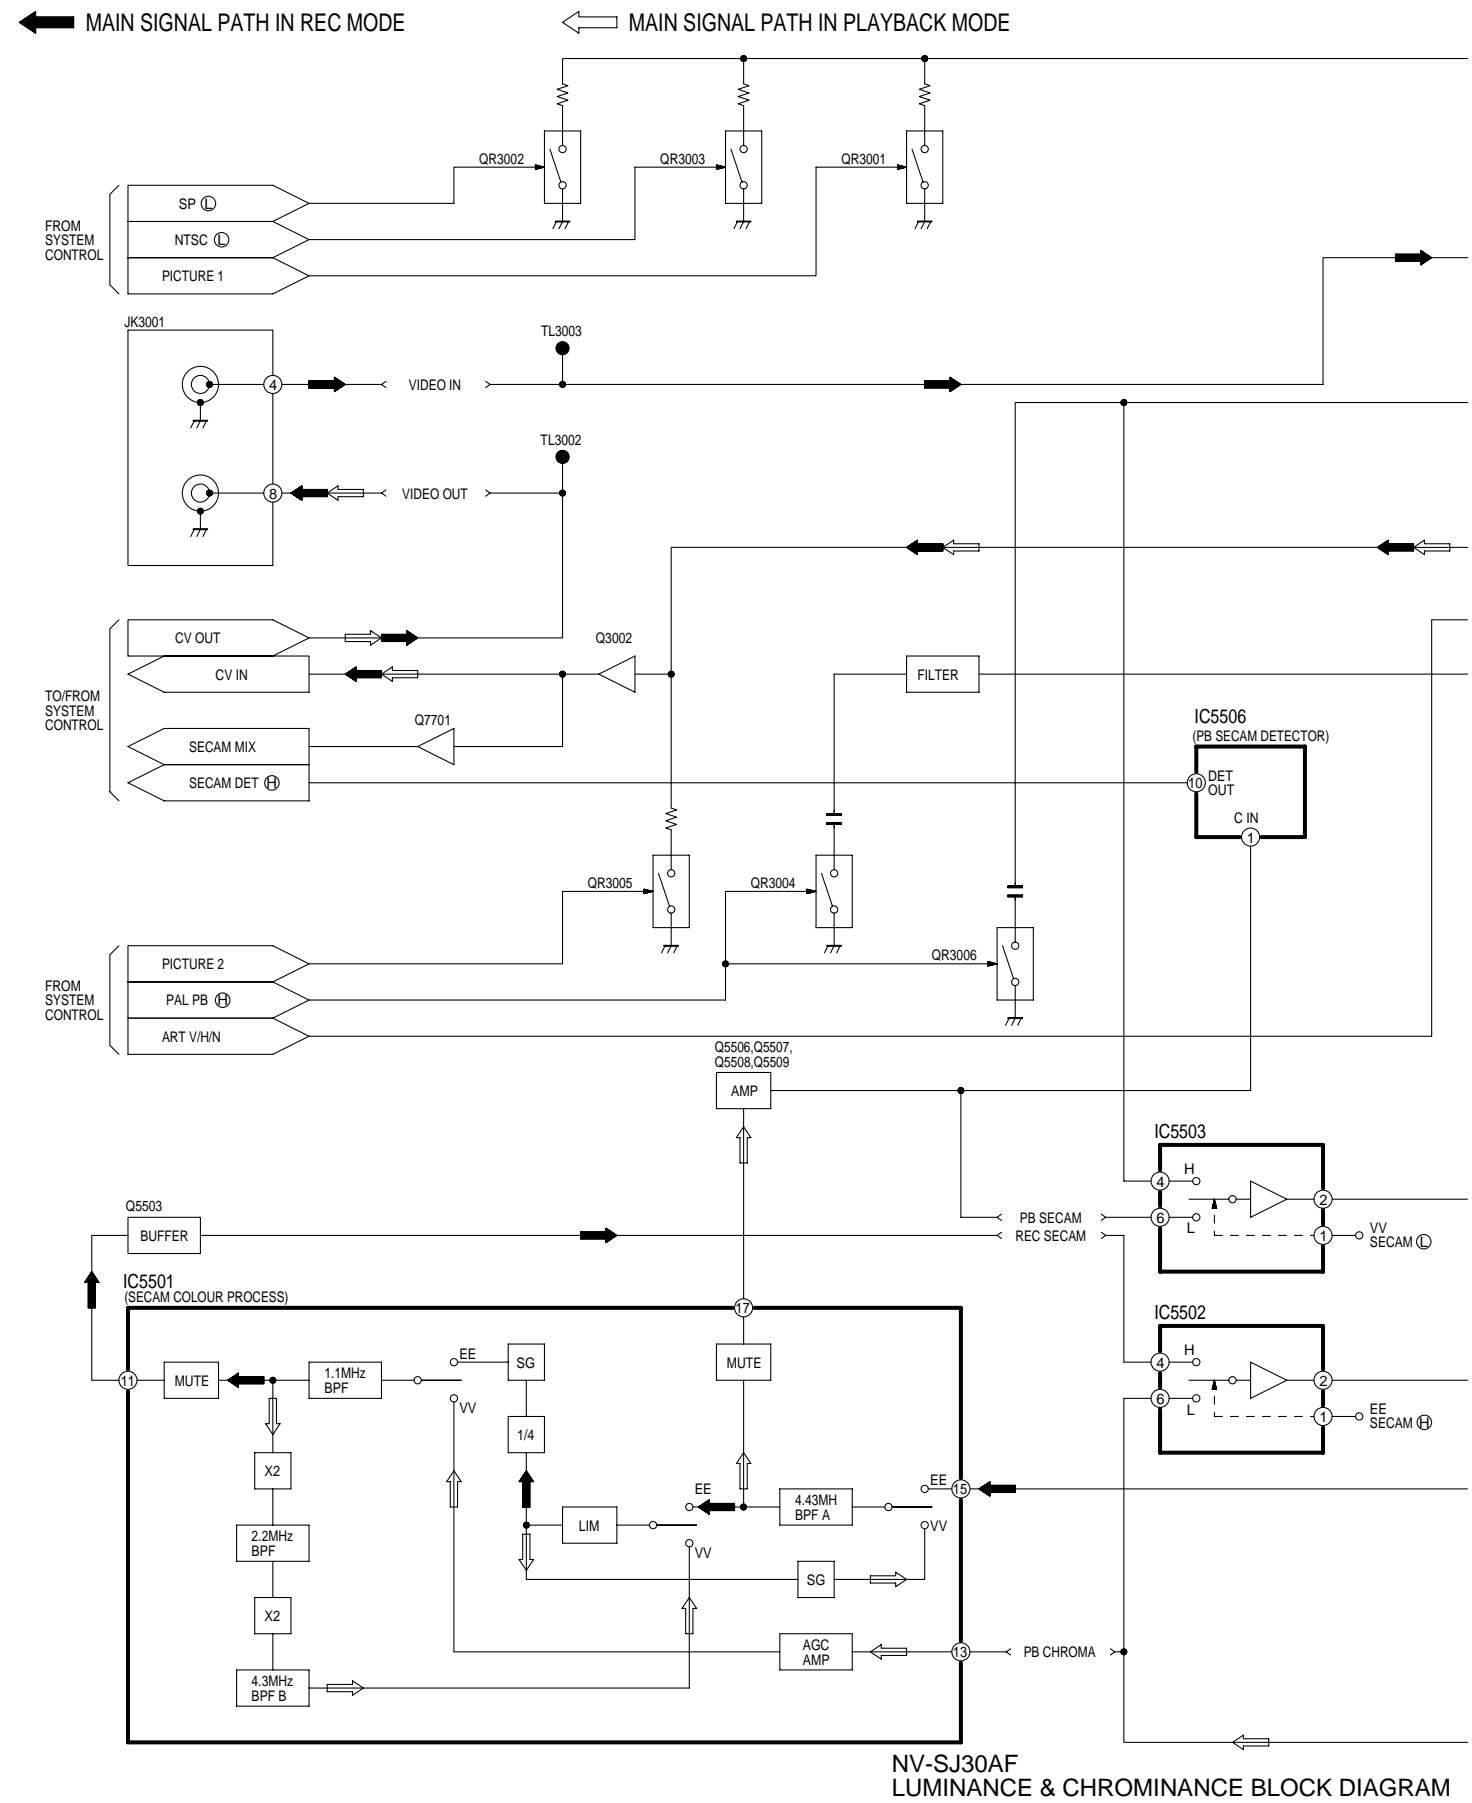 MAIN SIGNAL PATH IN REC MODE
MAIN SIGNAL PATH IN PLAYBACK MODE
QR3002
QR3003
QR3001
FROM
SYSTEM
CONTROL
SP Ⓛ
NTSC Ⓛ
PICTURE 1
JK3001
4
VIDEO IN
TL3003
8
VIDEO OUT
TL3002
TO/FROM
SYSTEM
CONTROL
CV OUT
CV IN
SECAM MIX
SECAM DET Ⓗ
Q3002
Q7701
FILTER
IC5506
(PB SECAM DETECTOR)
10
DET
OUT
C IN
1
QR3005
QR3004
QR3006
FROM
SYSTEM
CONTROL
PICTURE 2
PAL PB Ⓗ
ART V/H/N
Q5506,Q5507,
Q5508,Q5509
AMP
IC5503
4
H
6
L
2
1
VV
SECAM Ⓛ
PB SECAM
REC SECAM
Q5503
BUFFER
IC5501
(SECAM COLOUR PROCESS)
17
IC5502
4
H
6
L
2
1
EE
SECAM Ⓗ
11
MUTE
1.1MHz
BPF
EE
VV
SG
MUTE
1/4
X2
2.2MHz
BPF
X2
4.3MHz
BPF B
LIM
EE
VV
4.43MH
BPF A
EE
VV
15
SG
AGC
AMP
13
PB CHROMA
NV-SJ30AF
LUMINANCE & CHROMINANCE BLOCK DIAGRAM